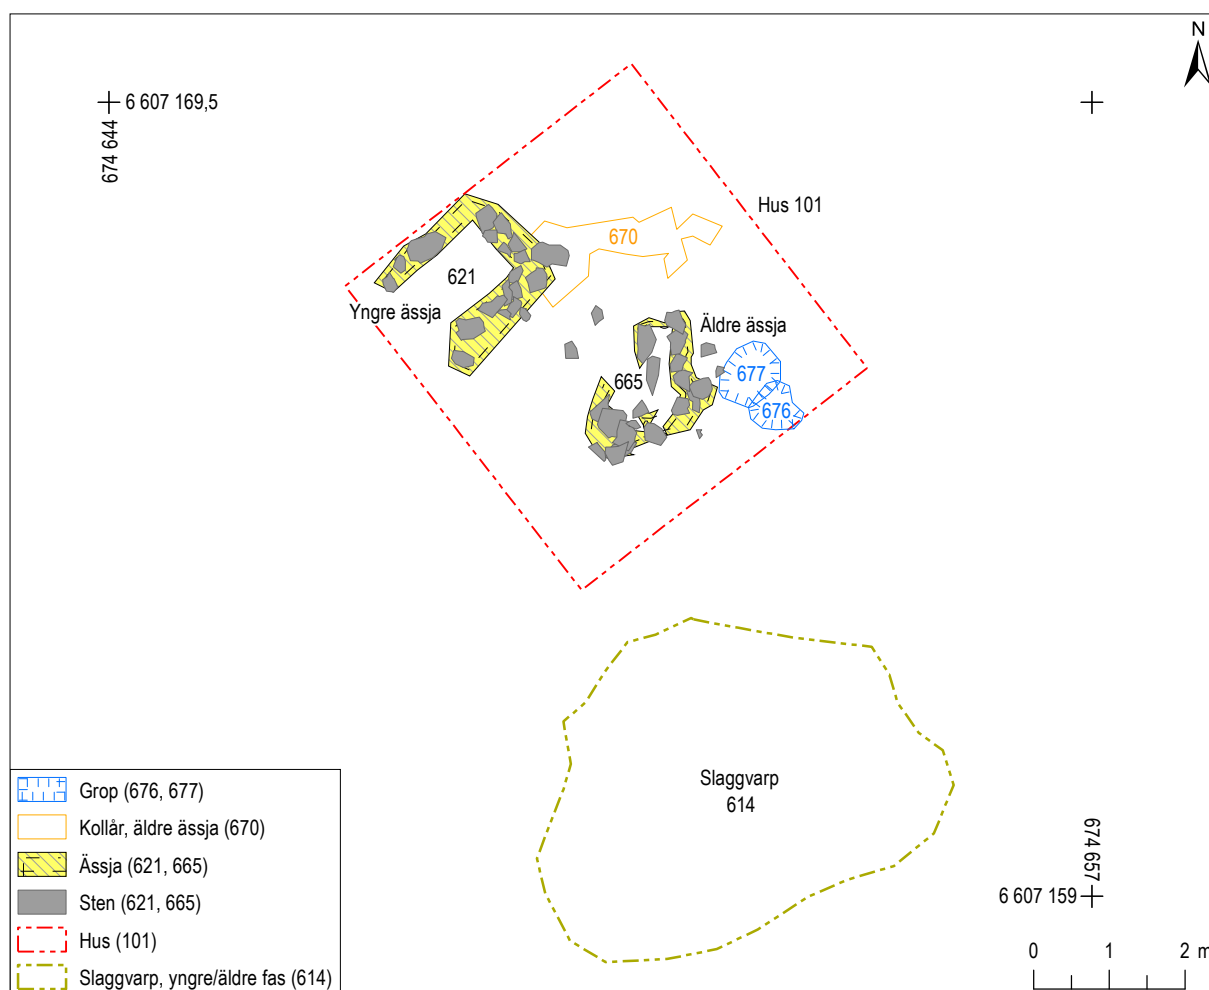 N
6 607 169,5
674 644
Hus 101
670
621
Yngre ässja
Äldre ässja
665
677
676
Slaggvarp
614
Grop (676, 677)
Kollår, äldre ässja (670)
Ässja (621, 665)
Sten (621, 665)
Hus (101)
Slaggvarp, yngre/äldre fas (614)
674 657
6 607 159
0 1 2 m